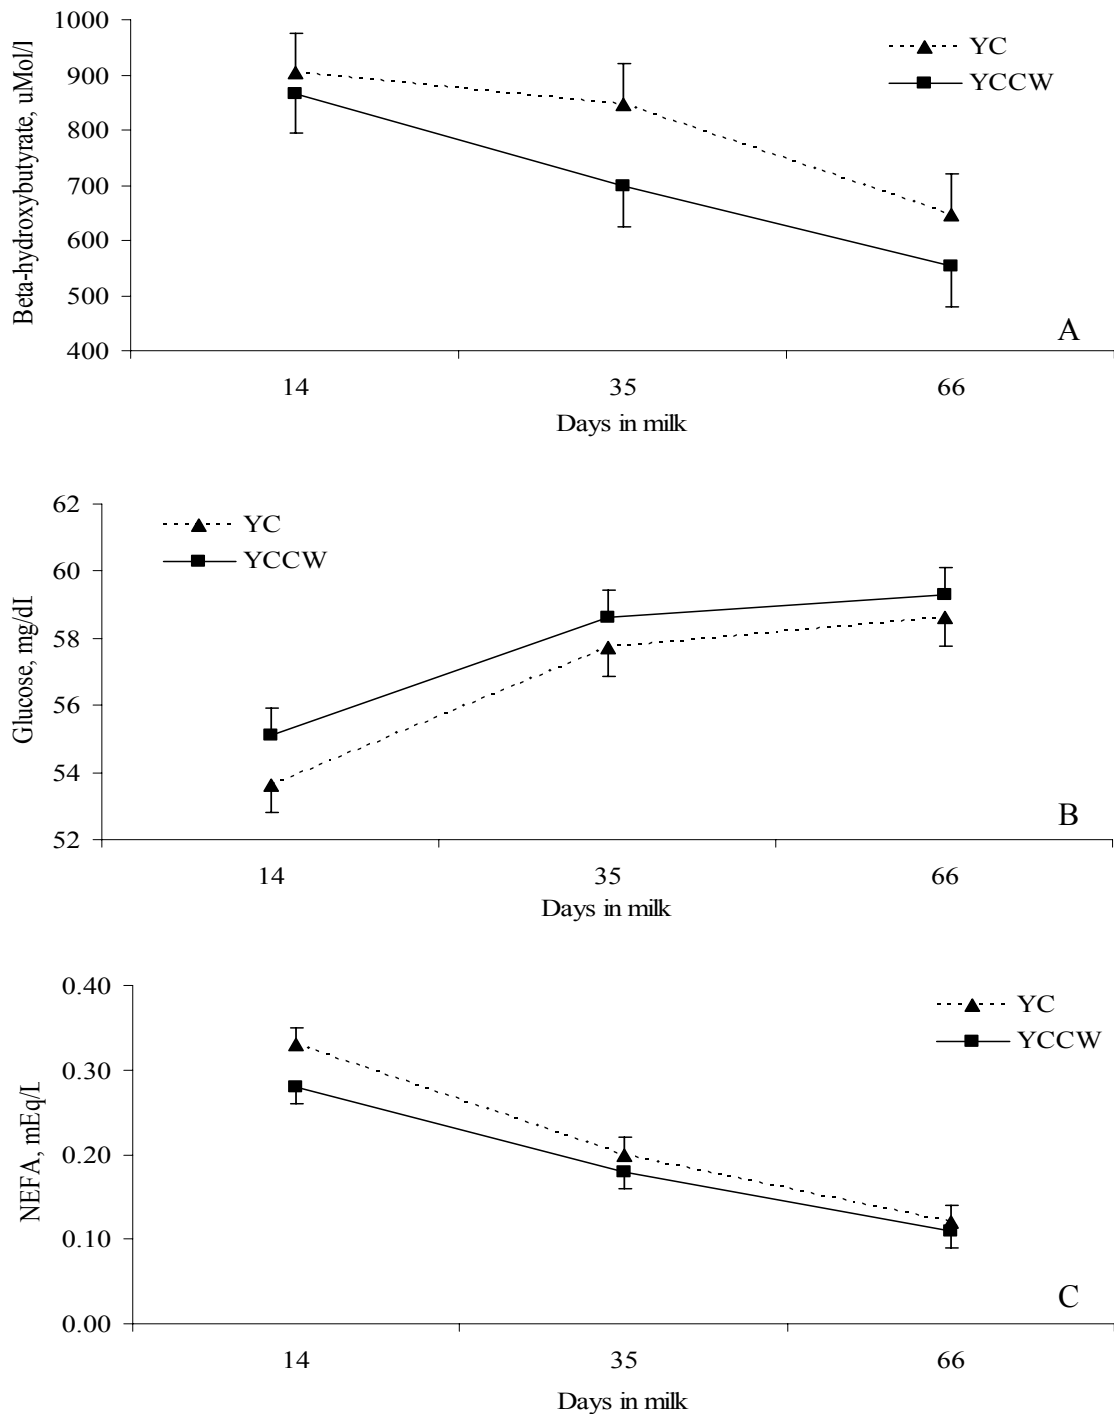 1000
900
800
700
600
500
400
Beta-hydroxybutyrate, uMol/l
YC
YCCW
A
14 35 66
Days in milk
62
60
58
56
54
52
Glucose, mg/dl
YC
YCCW
B
14 35 66
Days in milk
0.40
0.30
0.20
0.10
0.00
NEFA, mEq/L
YC
YCCW
C
14 35 66
Days in milk